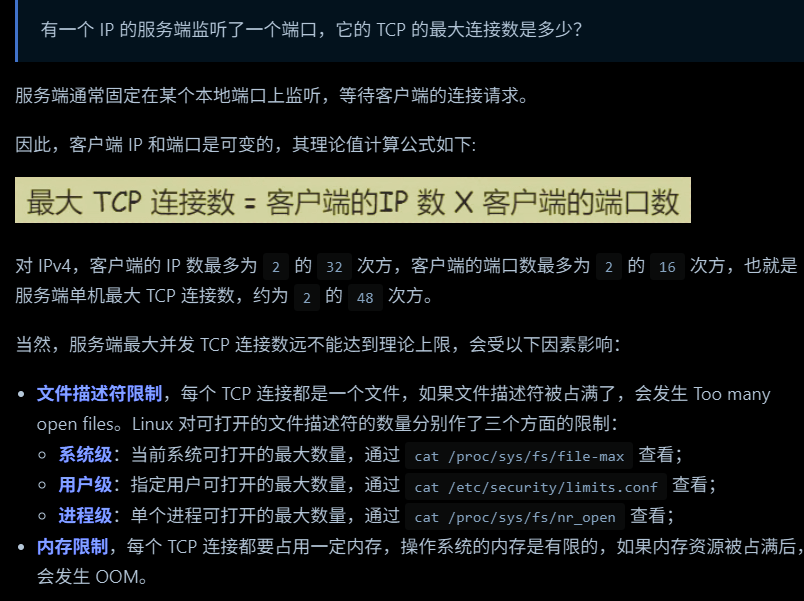 有一个 IP 的服务端监听了一个端口，它的 TCP 的最大连接数是多少？
服务端通常固定在某个本地端口上监听，等待客户端的连接请求。
因此，客户端 IP 和端口是可变的，其理论值计算公式如下:
最大 TCP 连接数 = 客户端的IP 数 X 客户端的端口数
对 IPv4，客户端的 IP 数最多为 2 的 32 次方，客户端的端口数最多为 2 的 16 次方，也就是
服务端单机最大 TCP 连接数，约为 2 的 48 次方。
当然，服务端最大并发 TCP 连接数远不能达到理论上限，会受以下因素影响：
• 文件描述符限制，每个 TCP 连接都是一个文件，如果文件描述符被占满了，会发生 Too many
open files。Linux 对可打开的文件描述符的数量分别作了三个方面的限制：
◦ 系统级：当前系统可打开的最大数量，通过 cat /proc/sys/fs/file-max 查看；
◦ 用户级：指定用户可打开的最大数量，通过 cat /etc/security/limits.conf 查看；
◦ 进程级：单个进程可打开的最大数量，通过 cat /proc/sys/fs/nr_open 查看；
• 内存限制，每个 TCP 连接都要占用一定内存，操作系统的内存是有限的，如果内存资源被占满后，
会发生 OOM。